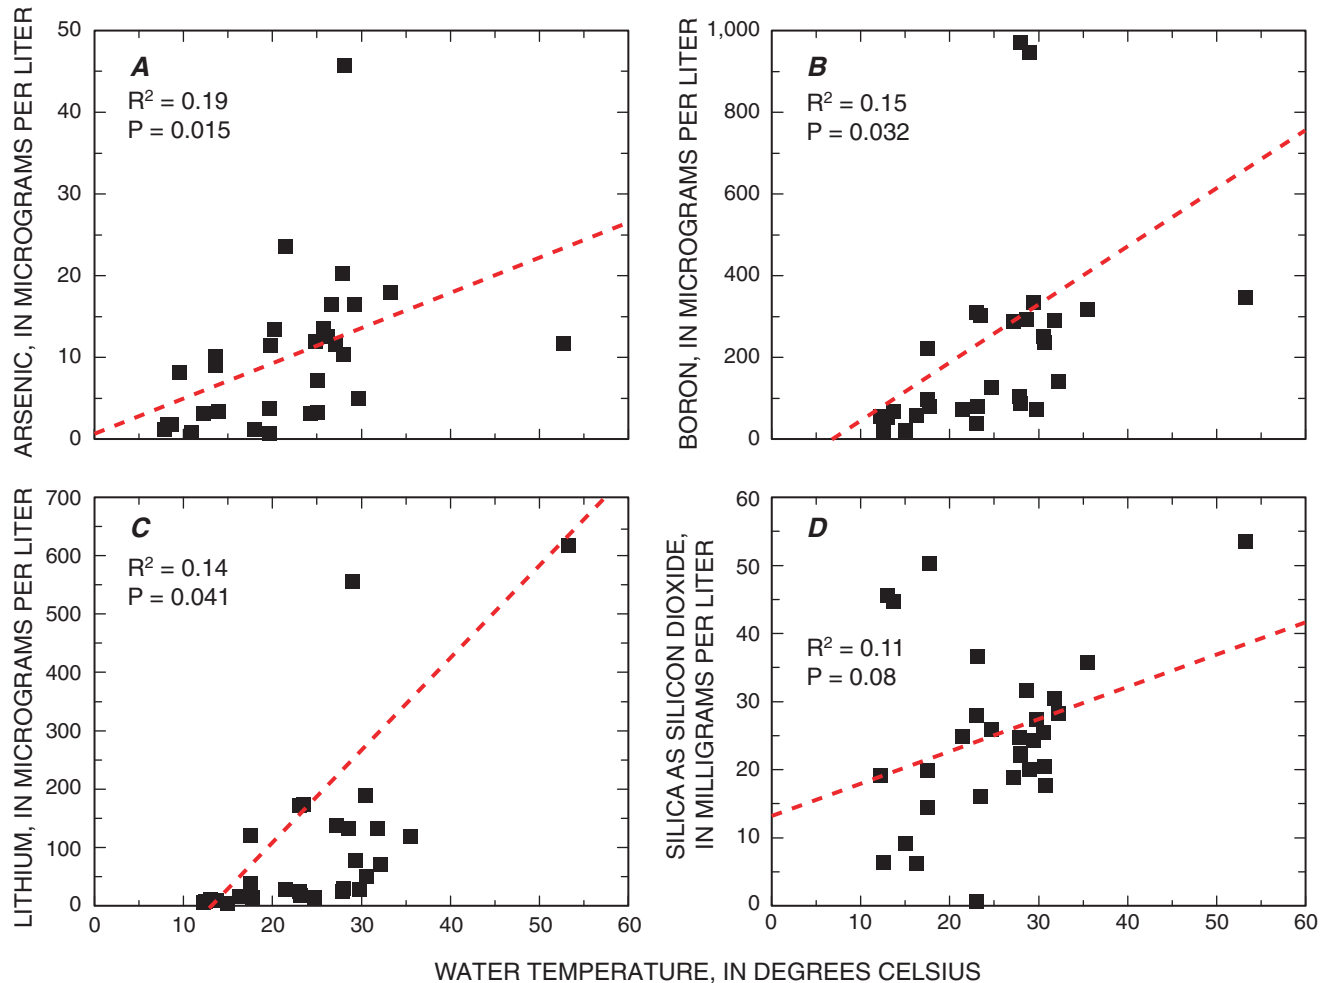 ARSENIC, IN MICROGRAMS PER LITER
50
40
30
20
10
0
A
R² = 0.19
P = 0.015
BORON, IN MICROGRAMS PER LITER
1,000
800
600
400
200
0
B
R² = 0.15
P = 0.032
LITHIUM, IN MICROGRAMS PER LITER
700
600
500
400
300
200
100
0
C
R² = 0.14
P = 0.041
0 10 20 30 40 50 60
SILICA AS SILICON DIOXIDE,
IN MILLIGRAMS PER LITER
60
50
40
30
20
10
0
D
R² = 0.11
P = 0.08
0 10 20 30 40 50 60
WATER TEMPERATURE, IN DEGREES CELSIUS